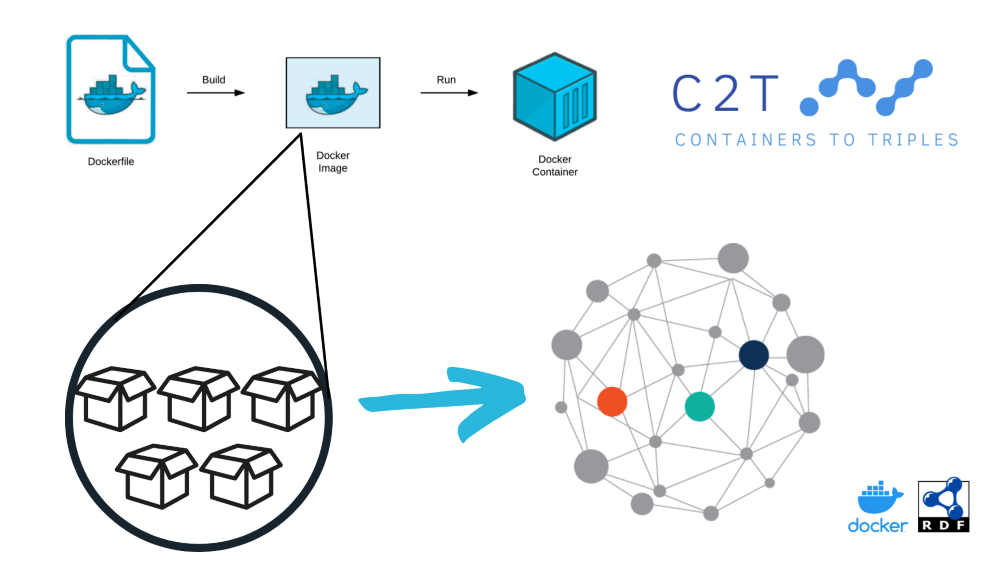 Build
Run
Dockerfile
Docker
Image
Docker
Container
C2T
CONTAINERS TO TRIPLES
docker
RDF